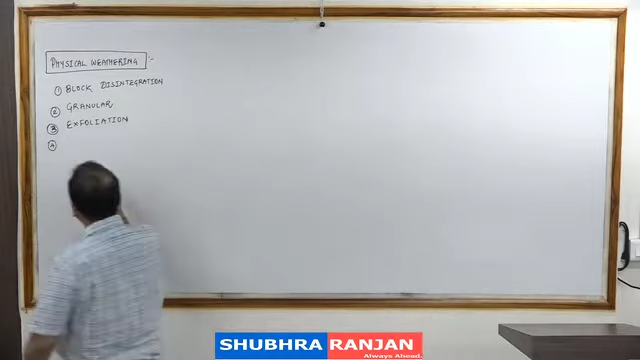 PHYSICAL WEATHERING :-
① BLOCK DISINTEGRATION
② GRANULAR
③ EXFOLIATION
④
SHUBHRA RANJAN
Always Ahead.